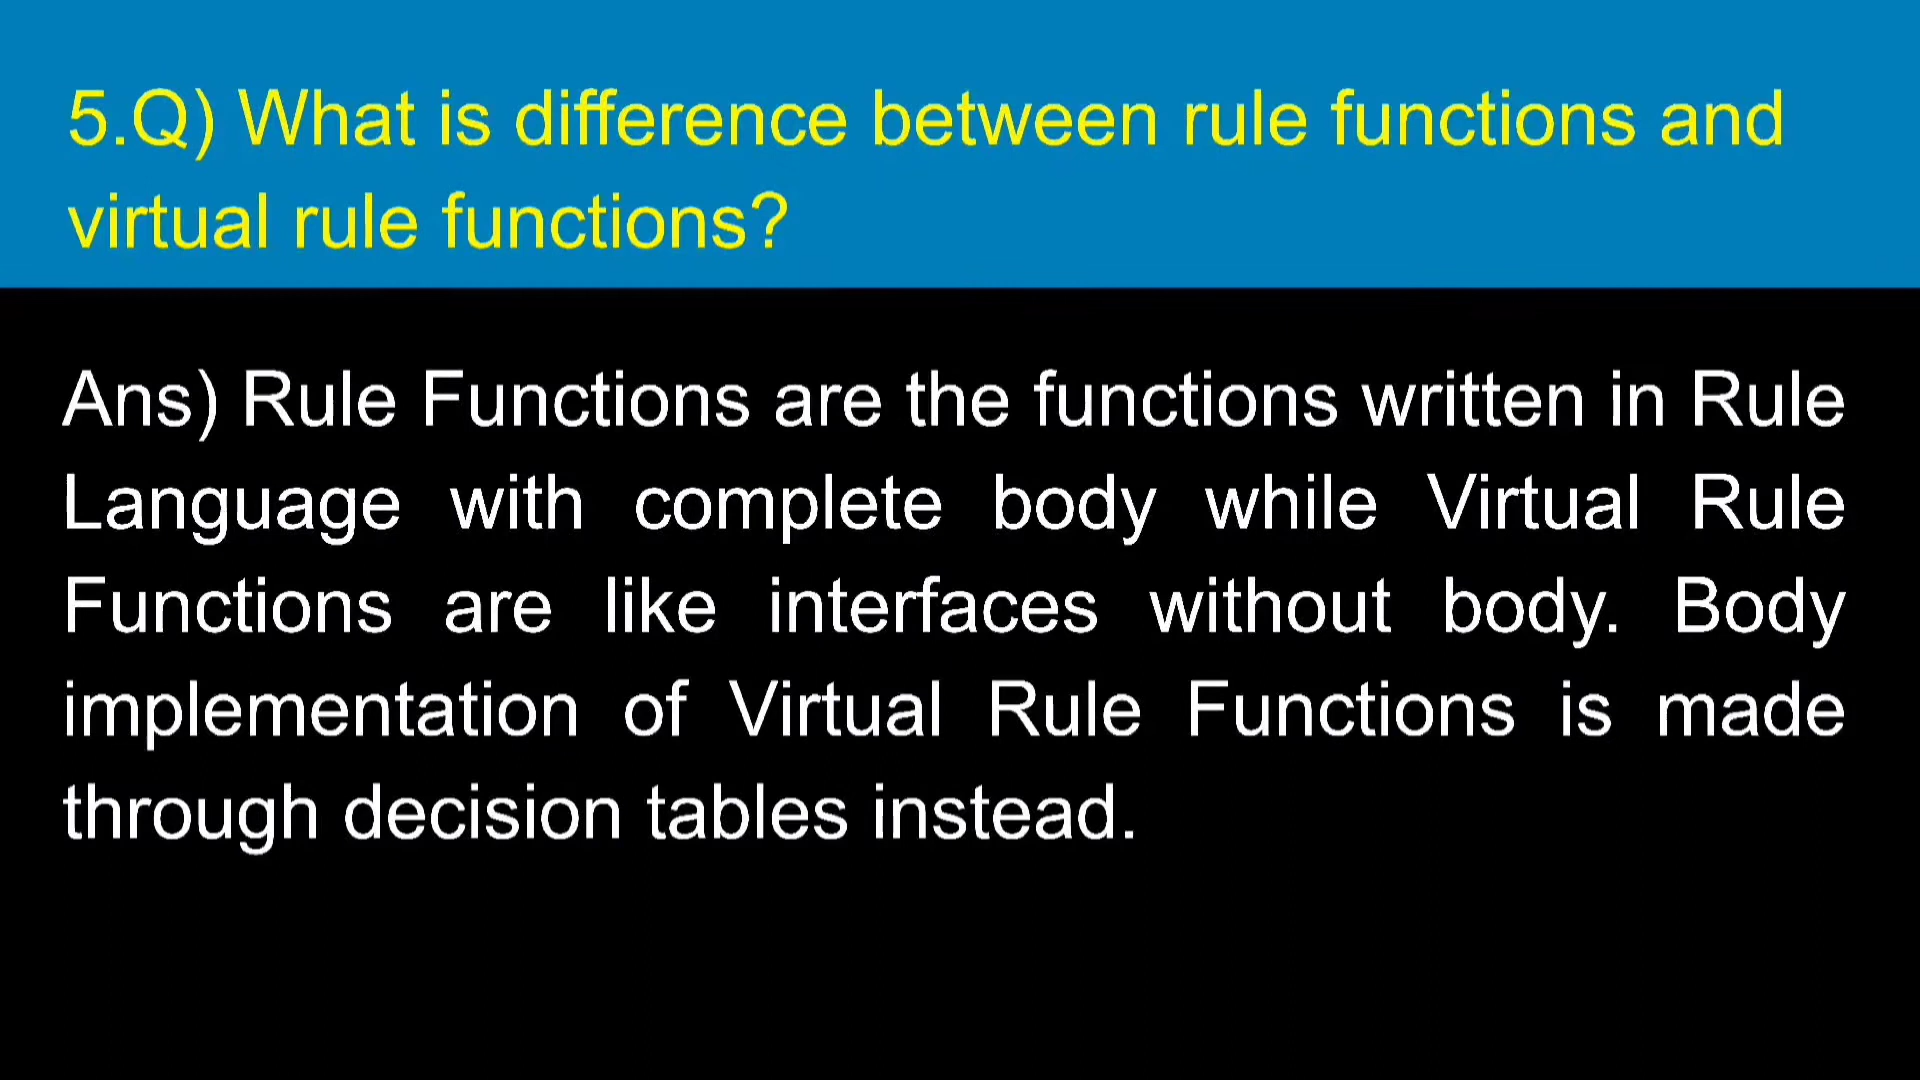 5.Q) What is difference between rule functions and
virtual rule functions?
Ans) Rule Functions are the functions written in Rule
Language with complete body while Virtual Rule
Functions are like interfaces without body. Body
implementation of Virtual Rule Functions is made
through decision tables instead.